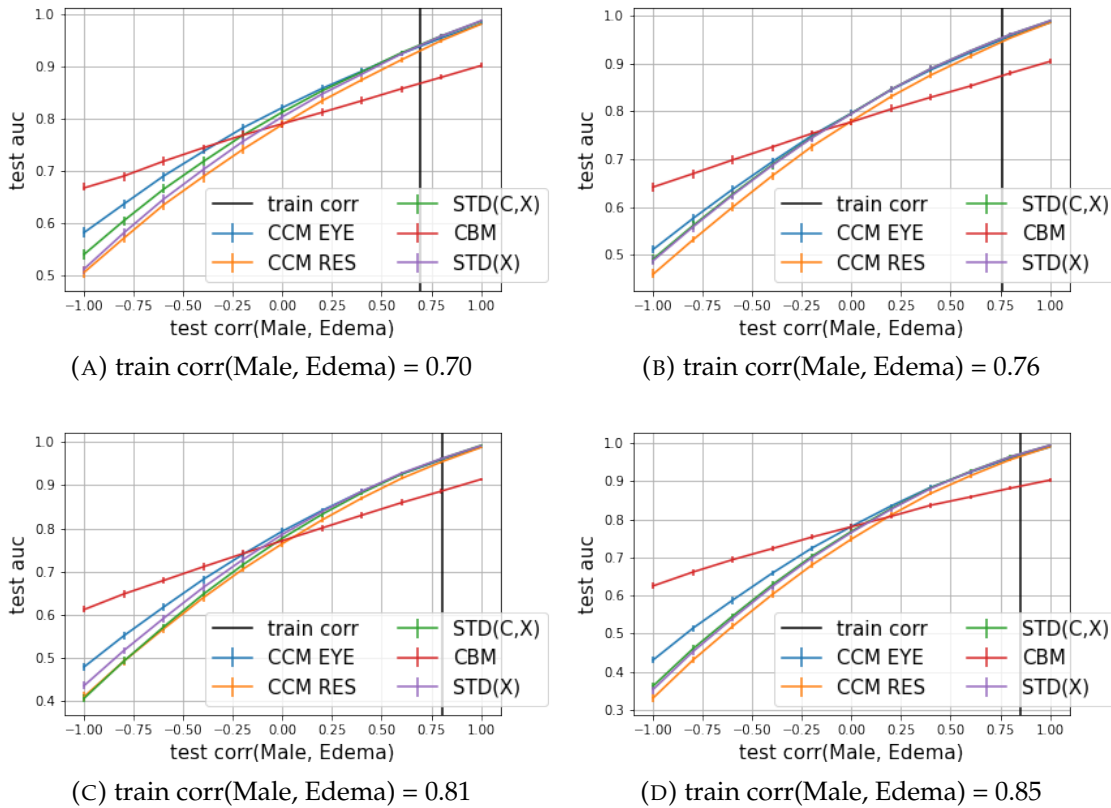 1.0
0.9
0.8
0.7
0.6
0.5
test auc
−1.00 −0.75 −0.50 −0.25 0.00 0.25 0.50 0.75 1.00
test corr(Male, Edema)
train corr
CCM EYE
CCM RES
STD(C,X)
CBM
STD(X)
(A) train corr(Male, Edema) = 0.70
1.0
0.9
0.8
0.7
0.6
0.5
test auc
−1.00 −0.75 −0.50 −0.25 0.00 0.25 0.50 0.75 1.00
test corr(Male, Edema)
train corr
CCM EYE
CCM RES
STD(C,X)
CBM
STD(X)
(B) train corr(Male, Edema) = 0.76
1.0
0.9
0.8
0.7
0.6
0.5
0.4
test auc
−1.00 −0.75 −0.50 −0.25 0.00 0.25 0.50 0.75 1.00
test corr(Male, Edema)
train corr
CCM EYE
CCM RES
STD(C,X)
CBM
STD(X)
(C) train corr(Male, Edema) = 0.81
1.0
0.9
0.8
0.7
0.6
0.5
0.4
0.3
test auc
−1.00 −0.75 −0.50 −0.25 0.00 0.25 0.50 0.75 1.00
test corr(Male, Edema)
train corr
CCM EYE
CCM RES
STD(C,X)
CBM
STD(X)
(D) train corr(Male, Edema) = 0.85